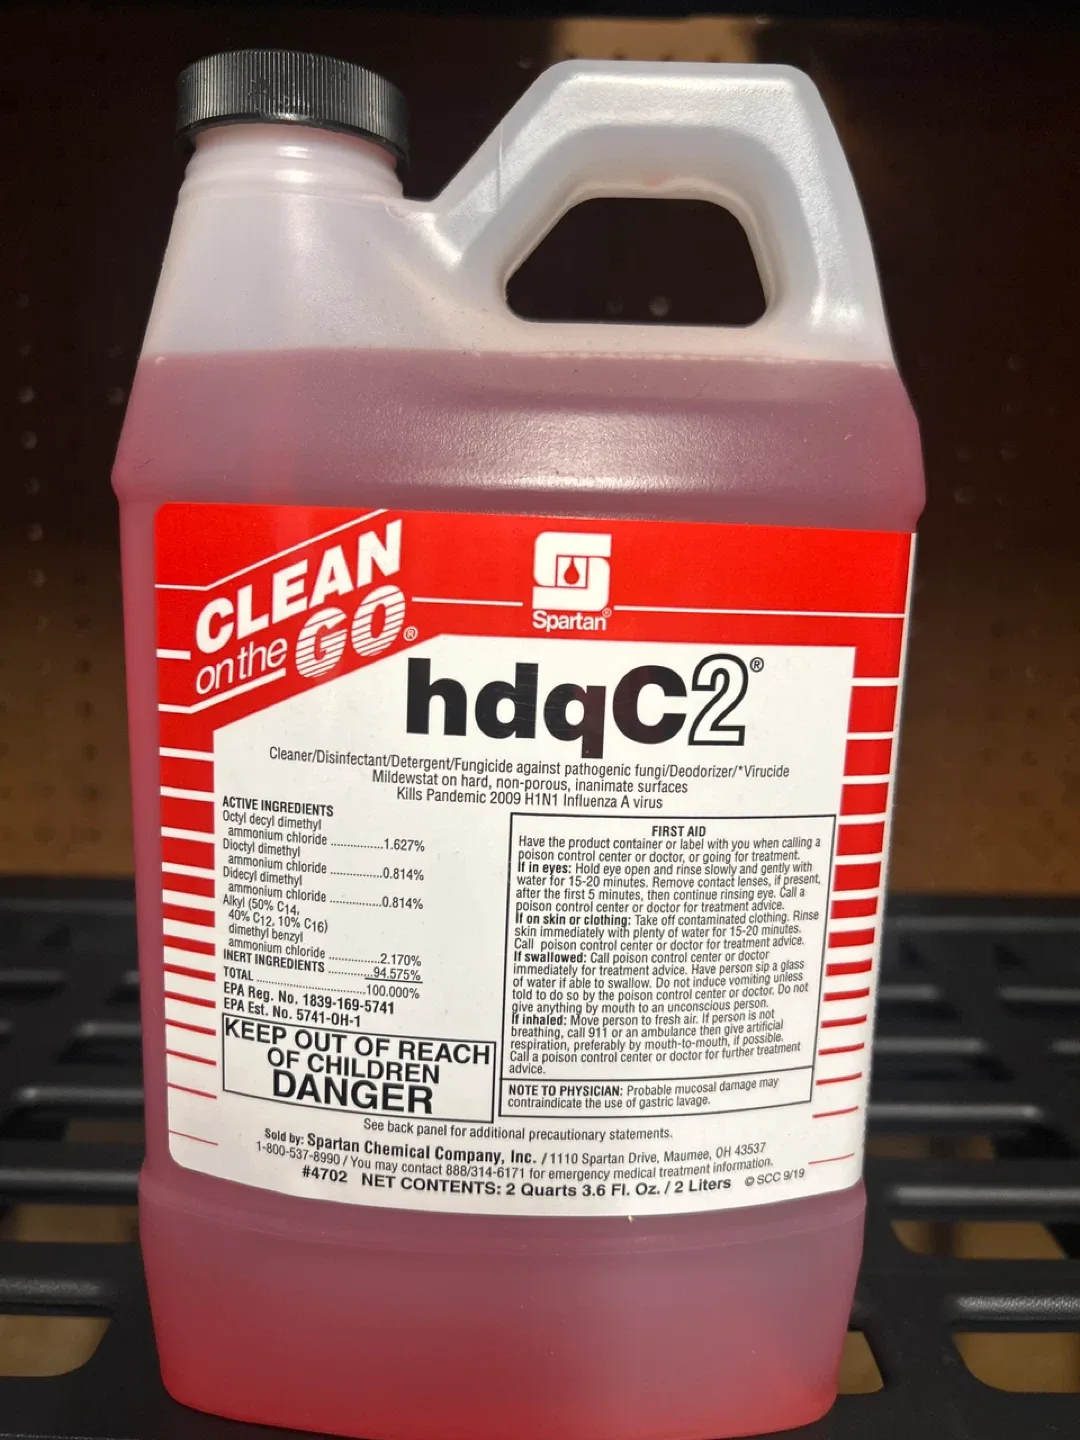 CLEAN
on the GO®
Spartan®
hdqC2®
Cleaner/Disinfectant/Detergent/Fungicide against pathogenic fungi/Deodorizer/*Virucide
Mildewstat on hard, non-porous, inanimate surfaces
Kills Pandemic 2009 H1N1 Influenza A virus
ACTIVE INGREDIENTS
Octyl decyl dimethyl
ammonium chloride ...............1.627%
Dioctyl dimethyl
ammonium chloride ...............0.814%
Didecyl dimethyl
ammonium chloride ...............0.814%
Alkyl (50% C14,
40% C12, 10% C16)
dimethyl benzyl
ammonium chloride ...............2.170%
INERT INGREDIENTS ...........94.575%
TOTAL ................................100.000%
EPA Reg. No. 1839-169-5741
EPA Est. No. 5741-OH-1
KEEP OUT OF REACH
OF CHILDREN
DANGER
FIRST AID
Have the product container or label with you when calling a
poison control center or doctor, or going for treatment.
If in eyes: Hold eye open and rinse slowly and gently with
water for 15-20 minutes. Remove contact lenses, if present,
after the first 5 minutes, then continue rinsing eye. Call a
poison control center or doctor for treatment advice.
If on skin or clothing: Take off contaminated clothing. Rinse
skin immediately with plenty of water for 15-20 minutes.
Call poison control center or doctor for treatment advice.
If swallowed: Call poison control center or doctor
immediately for treatment advice. Have person sip a glass
of water if able to swallow. Do not induce vomiting unless
told to do so by the poison control center or doctor. Do not
give anything by mouth to an unconscious person.
If inhaled: Move person to fresh air. If person is not
breathing, call 911 or an ambulance then give artificial
respiration, preferably by mouth-to-mouth, if possible.
Call a poison control center or doctor for further treatment
advice.
NOTE TO PHYSICIAN: Probable mucosal damage may
contraindicate the use of gastric lavage.
See back panel for additional precautionary statements.
Sold by: Spartan Chemical Company, Inc. / 1110 Spartan Drive, Maumee, OH 43537
1-800-537-8990 / You may contact 888/314-6171 for emergency medical treatment information.
#4702 NET CONTENTS: 2 Quarts 3.6 Fl. Oz. / 2 Liters © SCC 9/19